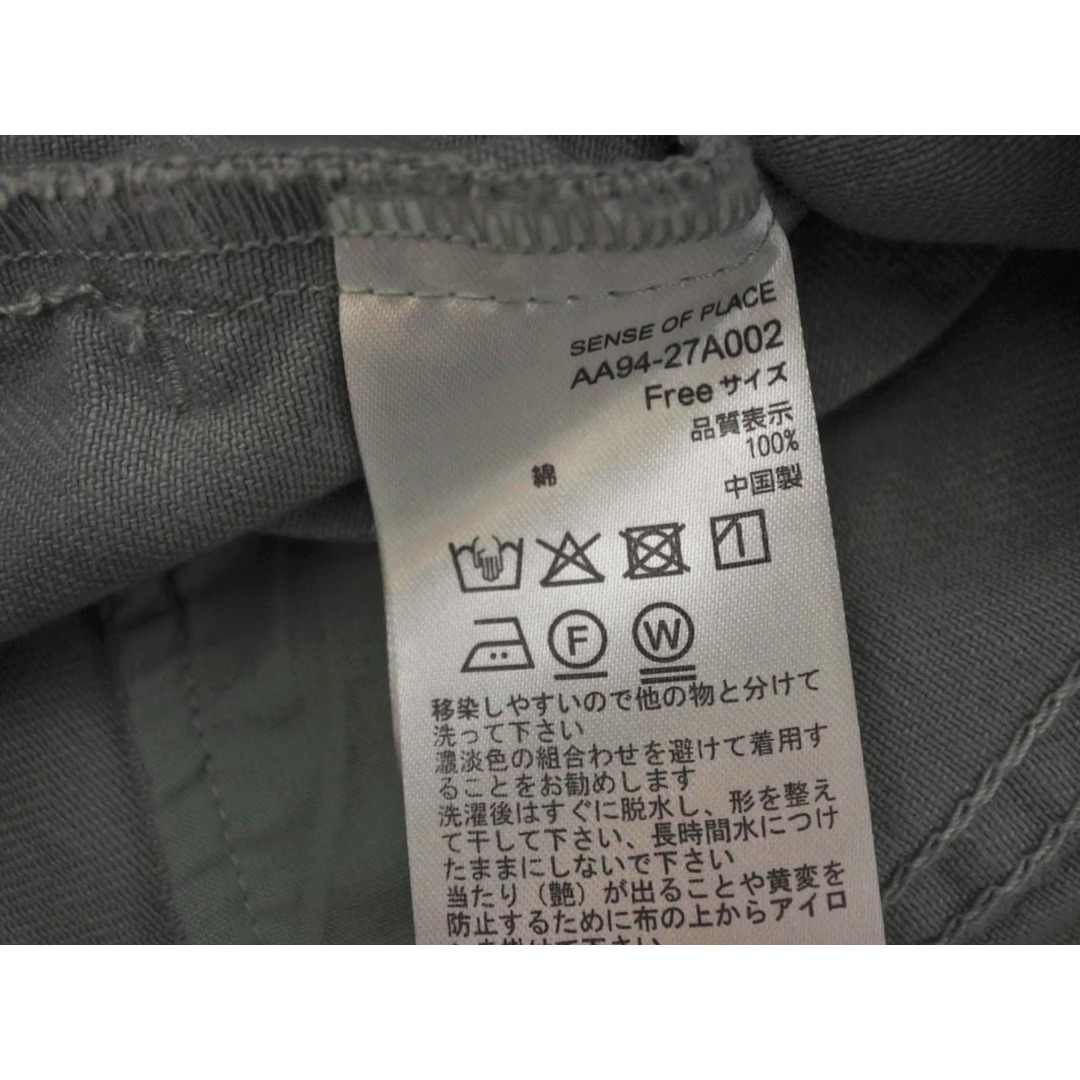 SENSE OF PLACE
AA94-27A002
Free サイズ
品質表示
綿 100%
中国製
F W
移染しやすいので他の物と分けて
洗って下さい
濃淡色の組合わせを避けて着用す
ることをお勧めします
洗濯後はすぐに脱水し、形を整え
て干して下さい、長時間水につけ
たままにしないで下さい
当たり（艶）が出ることや黄変を
防止するために布の上からアイロ